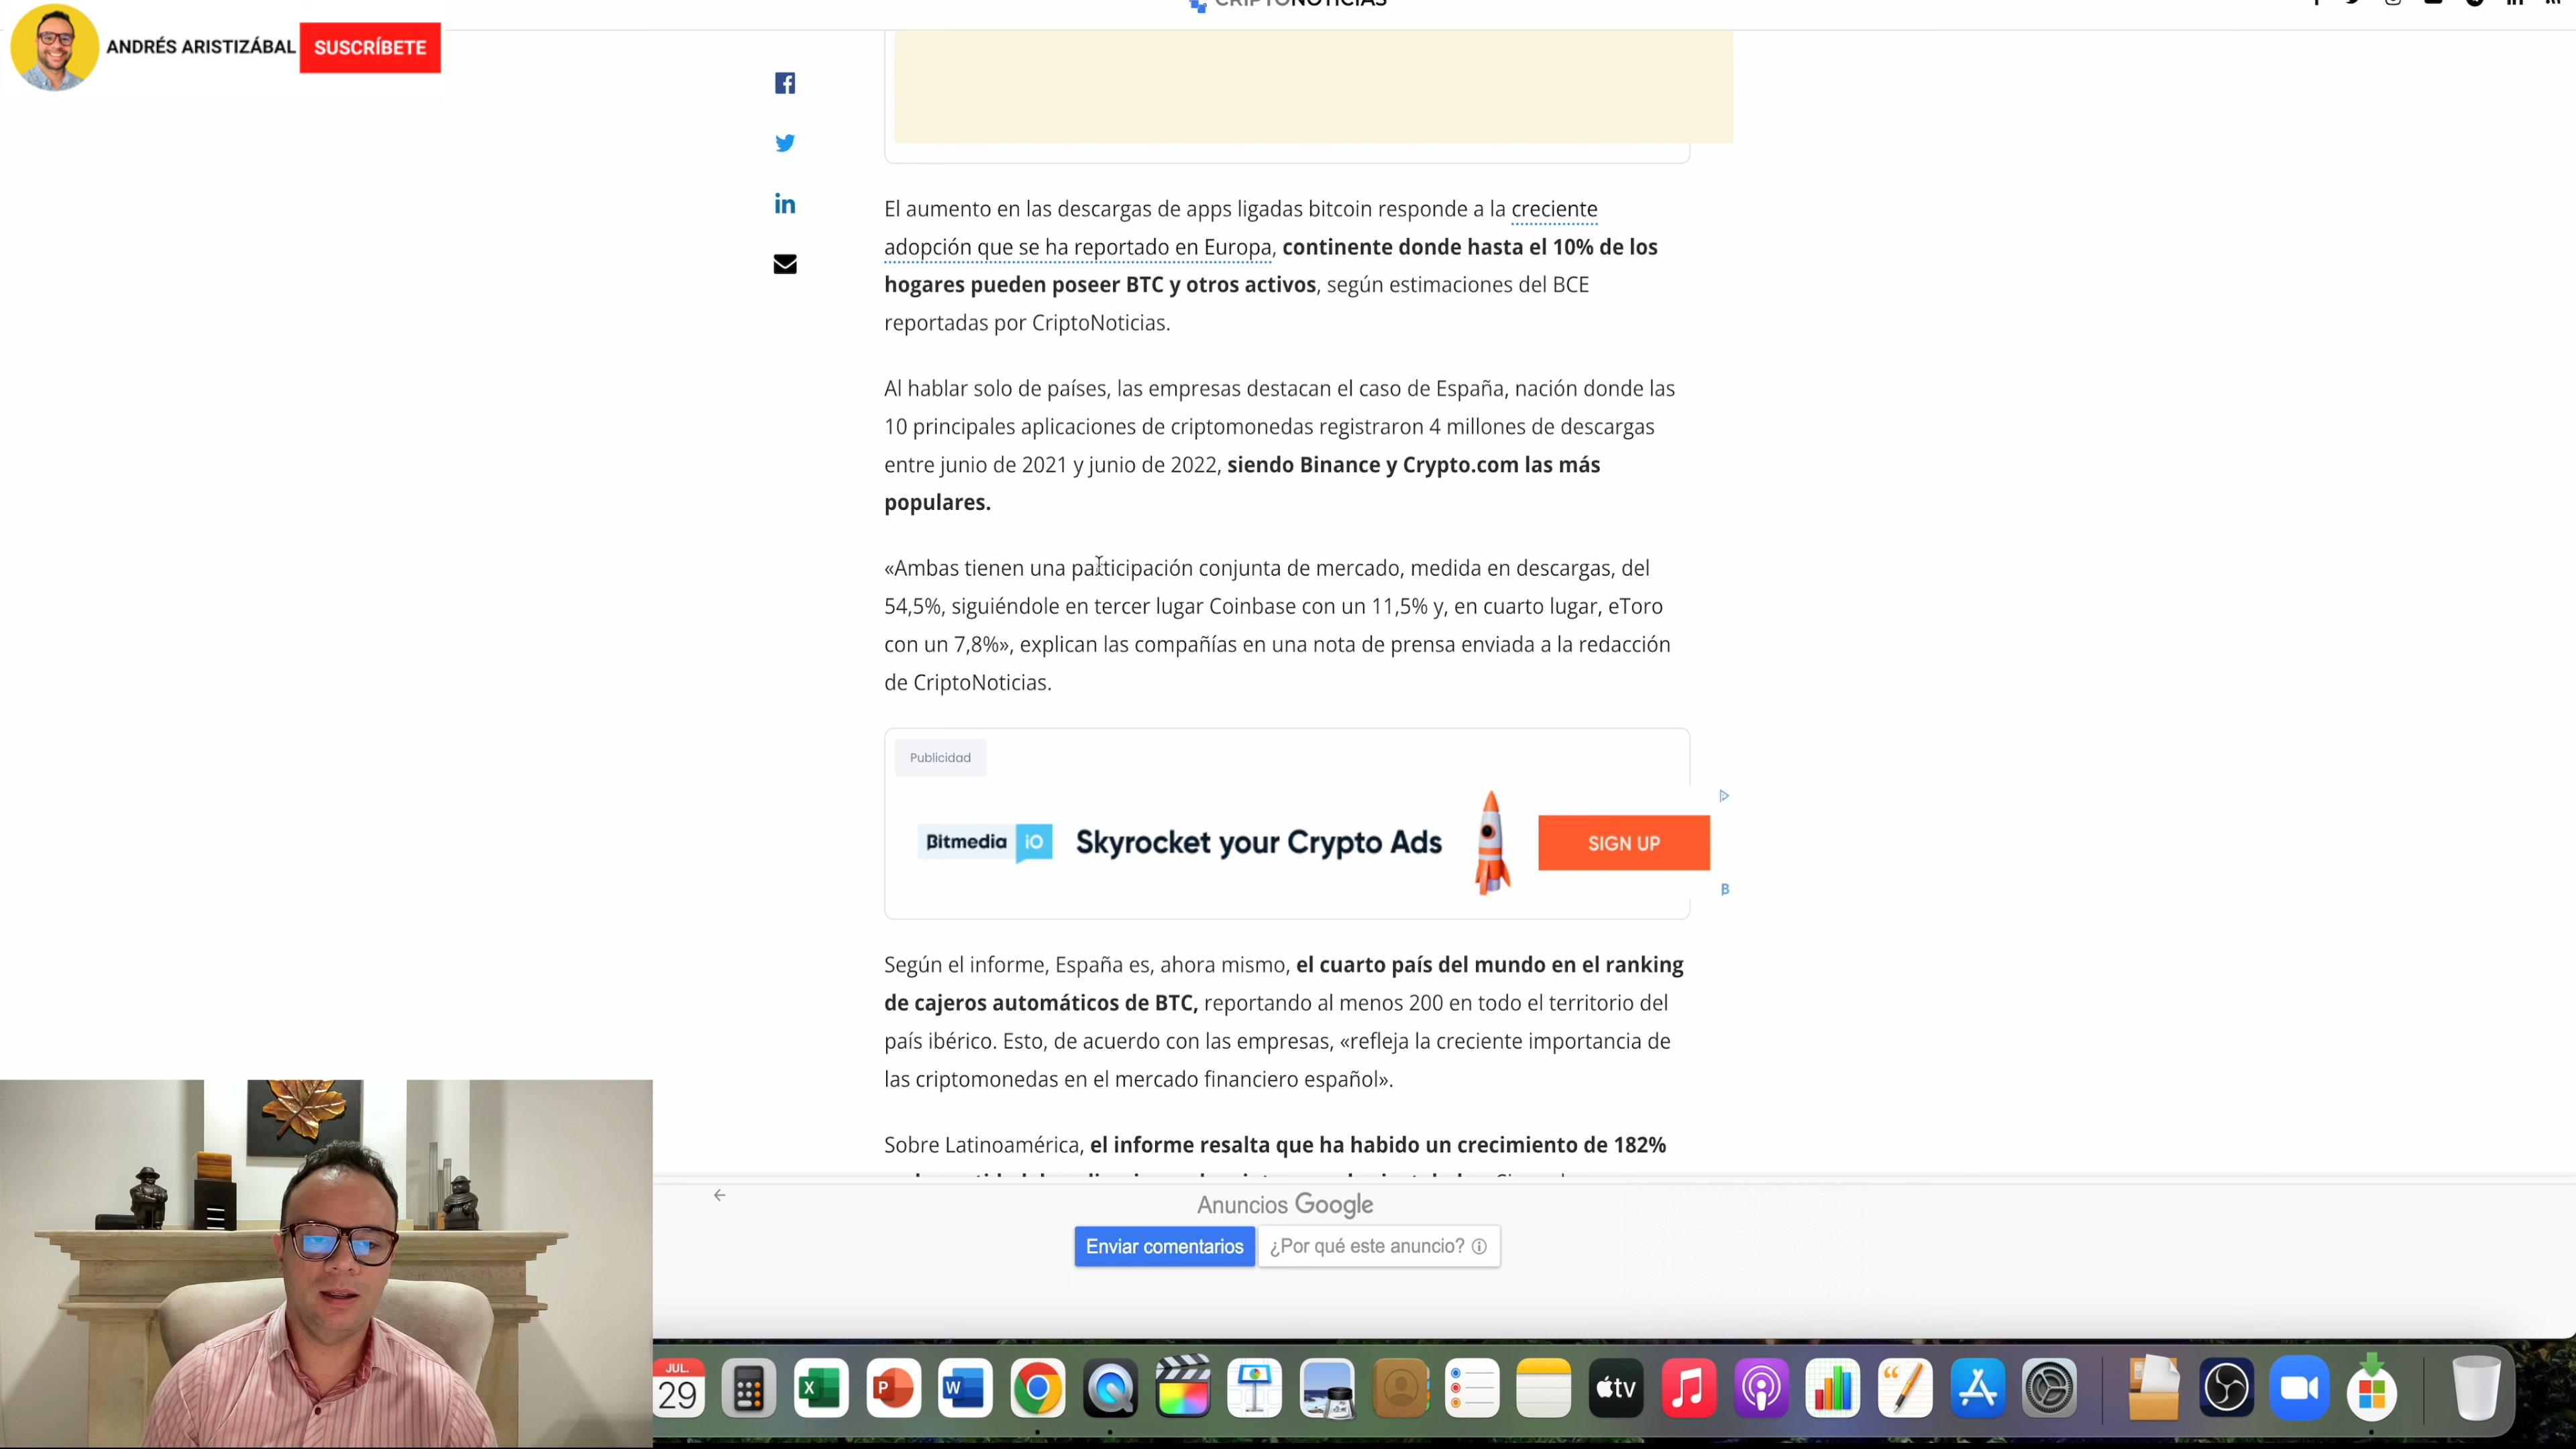 CRIPTONOTICIAS
ANDRÉS ARISTIZÁBAL
SUSCRÍBETE
El aumento en las descargas de apps ligadas bitcoin responde a la creciente
adopción que se ha reportado en Europa, continente donde hasta el 10% de los
hogares pueden poseer BTC y otros activos, según estimaciones del BCE
reportadas por CriptoNoticias.
Al hablar solo de países, las empresas destacan el caso de España, nación donde las
10 principales aplicaciones de criptomonedas registraron 4 millones de descargas
entre junio de 2021 y junio de 2022, siendo Binance y Crypto.com las más
populares.
«Ambas tienen una participación conjunta de mercado, medida en descargas, del
54,5%, siguiéndole en tercer lugar Coinbase con un 11,5% y, en cuarto lugar, eToro
con un 7,8%», explican las compañías en una nota de prensa enviada a la redacción
de CriptoNoticias.
Publicidad
Bitmedia iO
Skyrocket your Crypto Ads
SIGN UP
Según el informe, España es, ahora mismo, el cuarto país del mundo en el ranking
de cajeros automáticos de BTC, reportando al menos 200 en todo el territorio del
país ibérico. Esto, de acuerdo con las empresas, «refleja la creciente importancia de
las criptomonedas en el mercado financiero español».
Sobre Latinoamérica, el informe resalta que ha habido un crecimiento de 182%
Anuncios Google
Enviar comentarios
¿Por qué este anuncio?
JUL.
29
X
P
W
tv